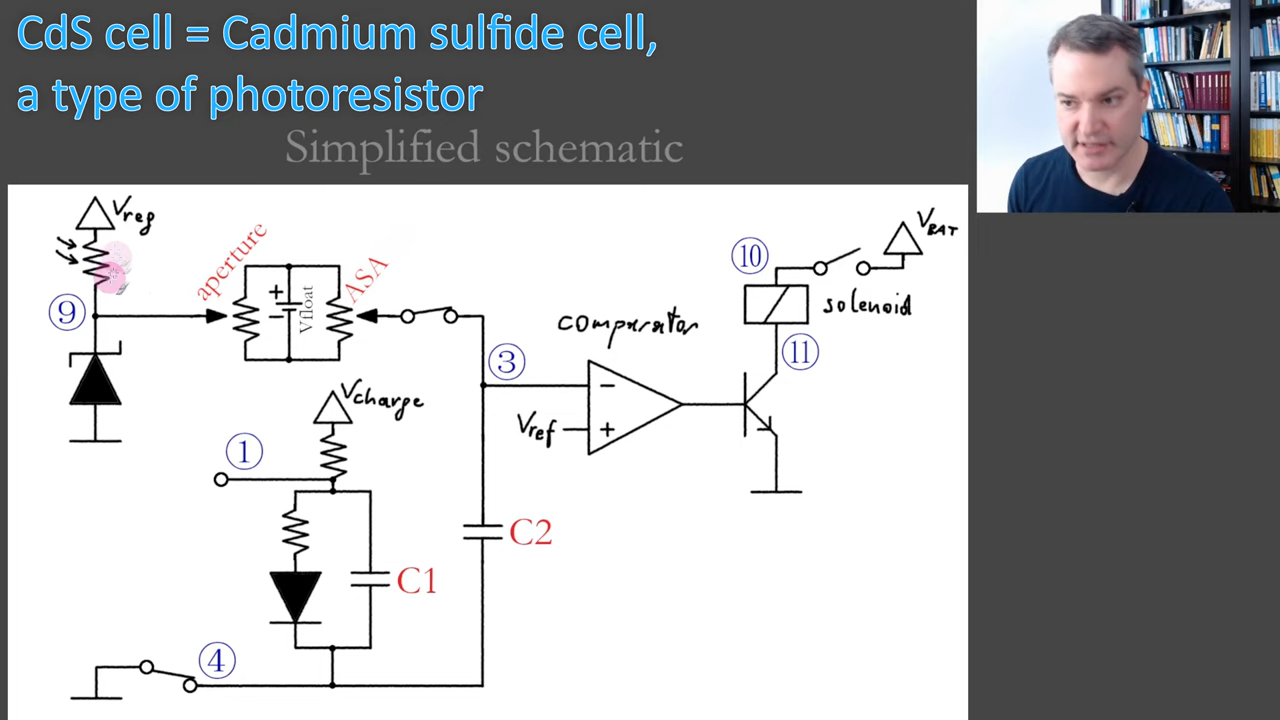 CdS cell = Cadmium sulfide cell,
a type of photoresistor
Simplified schematic
Vreg
aperture
+
-
Vfloat
ASA
9
10
VBAT
solenoid
11
comparator
3
-
Vref
+
Vcharge
1
C2
C1
4